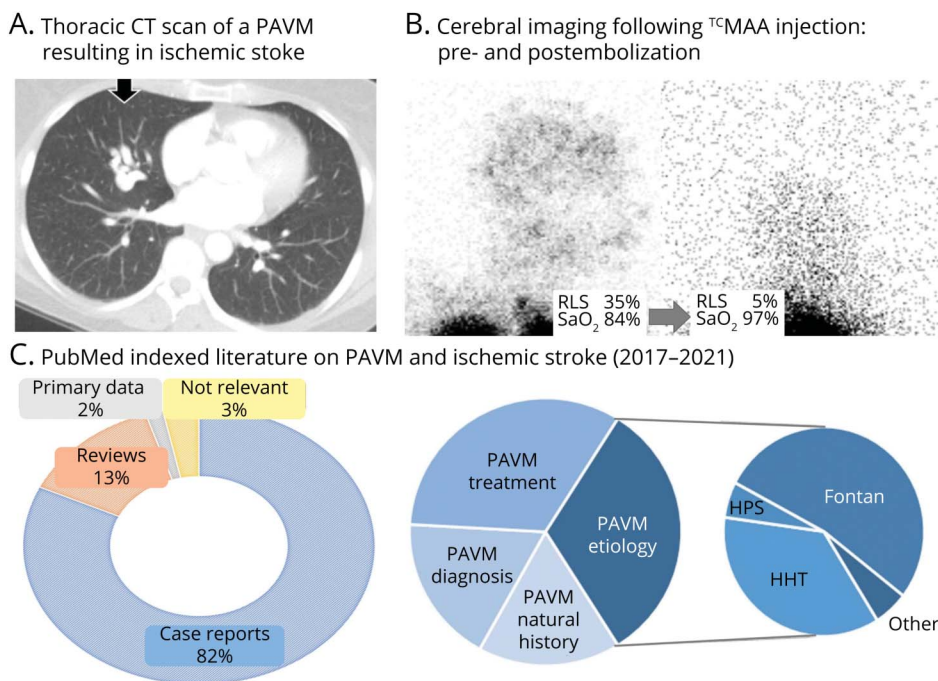 A. Thoracic CT scan of a PAVM
resulting in ischemic stoke
B. Cerebral imaging following TCMAA injection:
pre- and postembolization
RLS 35%
SaO2 84%
RLS 5%
SaO2 97%
C. PubMed indexed literature on PAVM and ischemic stroke (2017–2021)
Primary data
2%
Not relevant
3%
Reviews
13%
Case reports
82%
PAVM
treatment
PAVM
etiology
PAVM
diagnosis
PAVM
natural
history
Fontan
HPS
HHT
Other